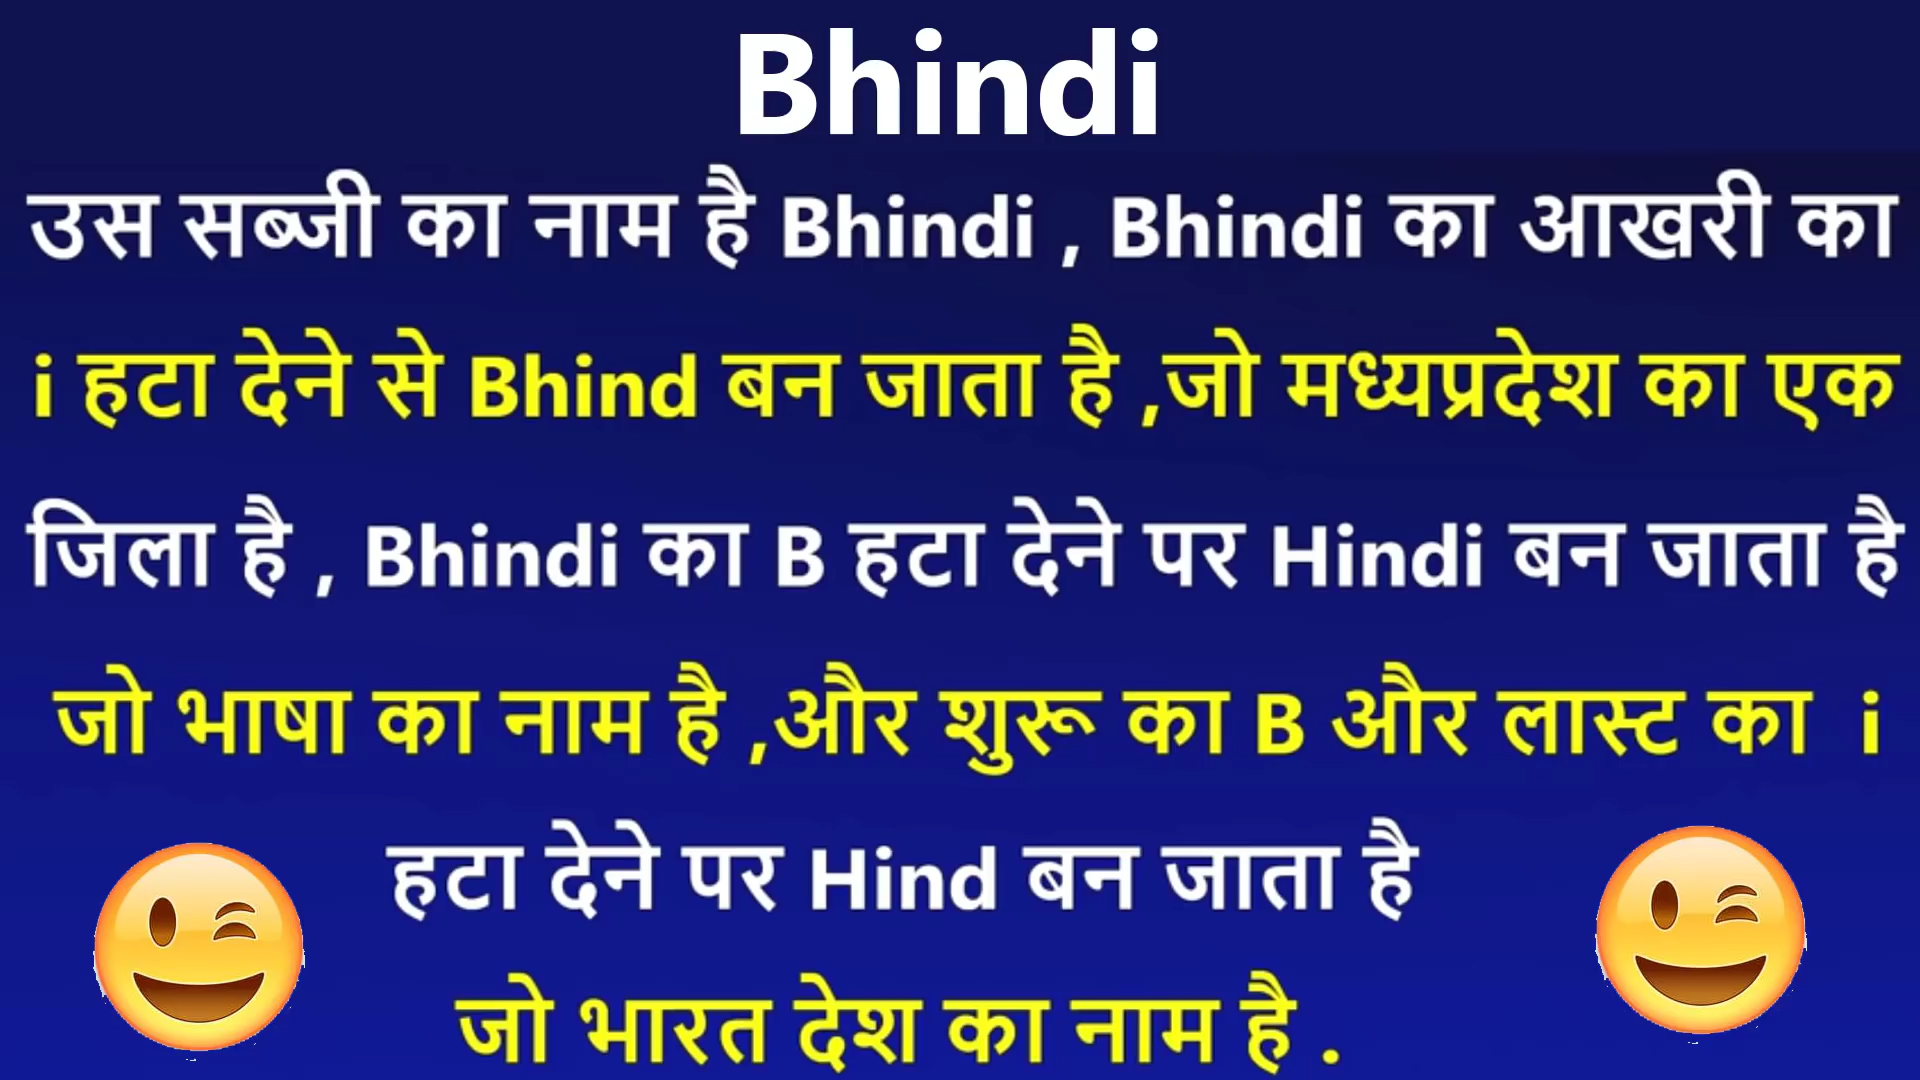 Bhindi
उस सब्जी का नाम है Bhindi , Bhindi का आखरी का
i हटा देने से Bhind बन जाता है ,जो मध्यप्रदेश का एक
जिला है , Bhindi का B हटा देने पर Hindi बन जाता है
जो भाषा का नाम है ,और शुरू का B और लास्ट का i
हटा देने पर Hind बन जाता है
जो भारत देश का नाम है .